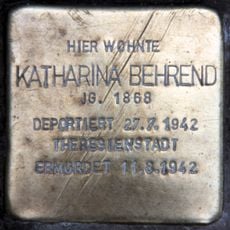 HIER WOHNTE
KATHARINA BEHREND
JG. 1868
DEPORTIERT 27.7.1942
THERESIENSTADT
ERMORDET 11.8.1942